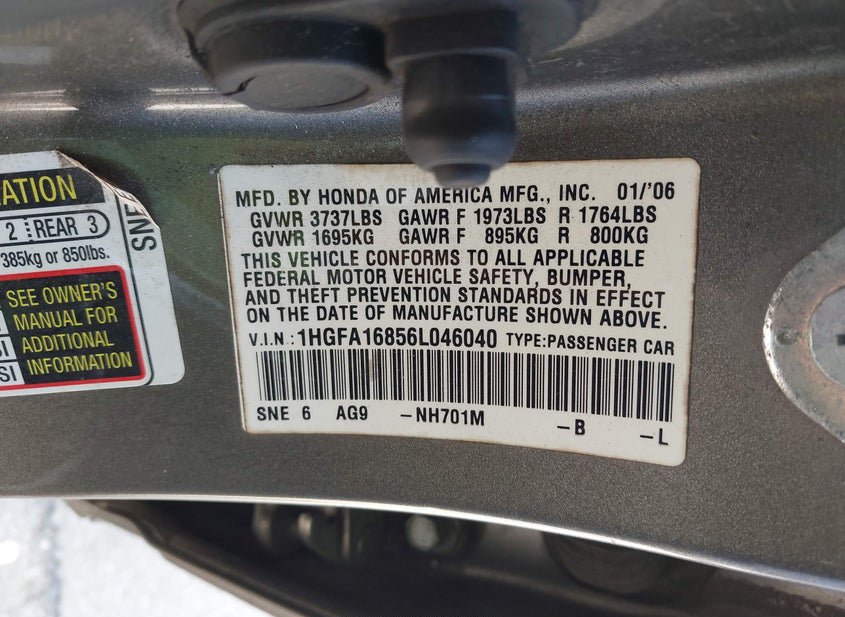 ATION
2 REAR 3
385kg or 850lbs.
SEE OWNER'S
MANUAL FOR
ADDITIONAL
INFORMATION
SI
SI
SNE
MFD. BY HONDA OF AMERICA MFG., INC. 01/'06
GVWR 3737LBS GAWR F 1973LBS R 1764LBS
GVWR 1695KG GAWR F 895KG R 800KG
THIS VEHICLE CONFORMS TO ALL APPLICABLE
FEDERAL MOTOR VEHICLE SAFETY, BUMPER,
AND THEFT PREVENTION STANDARDS IN EFFECT
ON THE DATE OF MANUFACTURE SHOWN ABOVE.
V.I.N.: 1HGFA16856L046040 TYPE:PASSENGER CAR
SNE 6 AG9 –NH701M –B –L